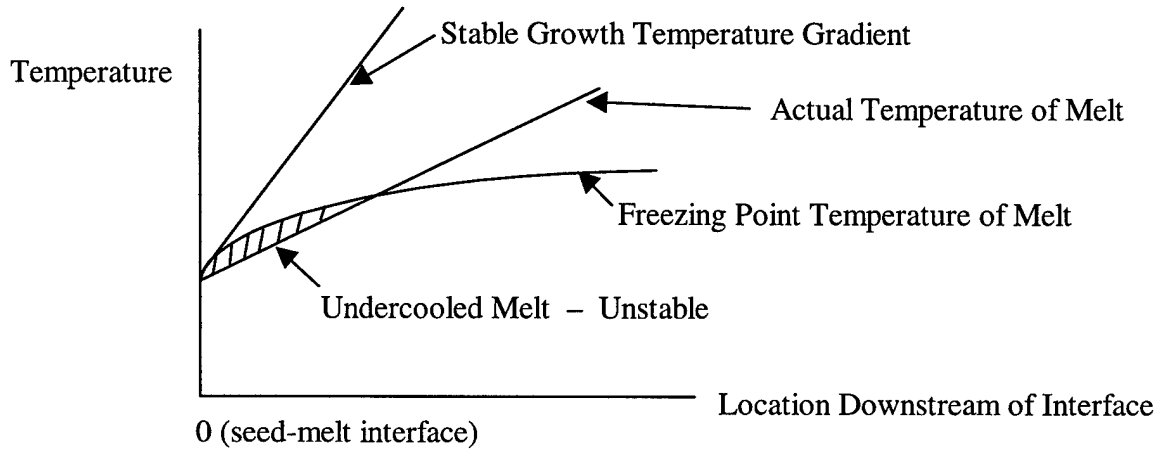 Stable Growth Temperature Gradient
Temperature
Actual Temperature of Melt
Freezing Point Temperature of Melt
Undercooled Melt – Unstable
Location Downstream of Interface
0 (seed-melt interface)